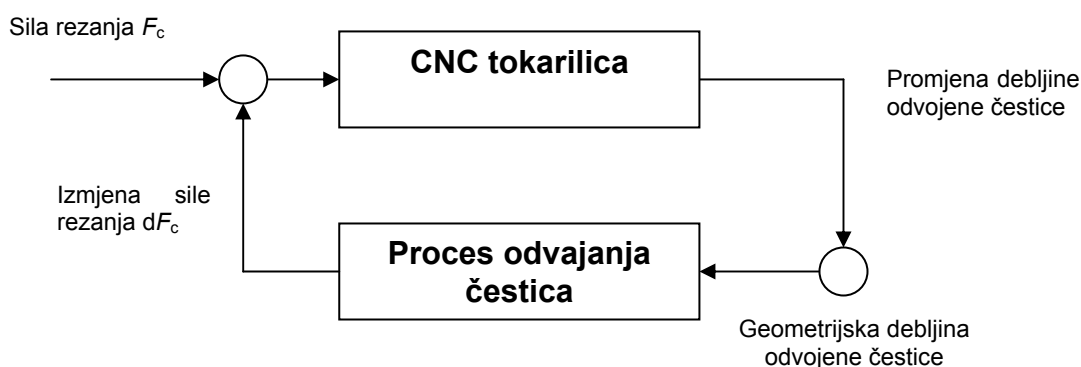 Sila rezanja Fc
CNC tokarilica
Promjena debljine
odvojene čestice
Izmjena sile
rezanja dFc
Proces odvajanja
čestica
Geometrijska debljina
odvojene čestice